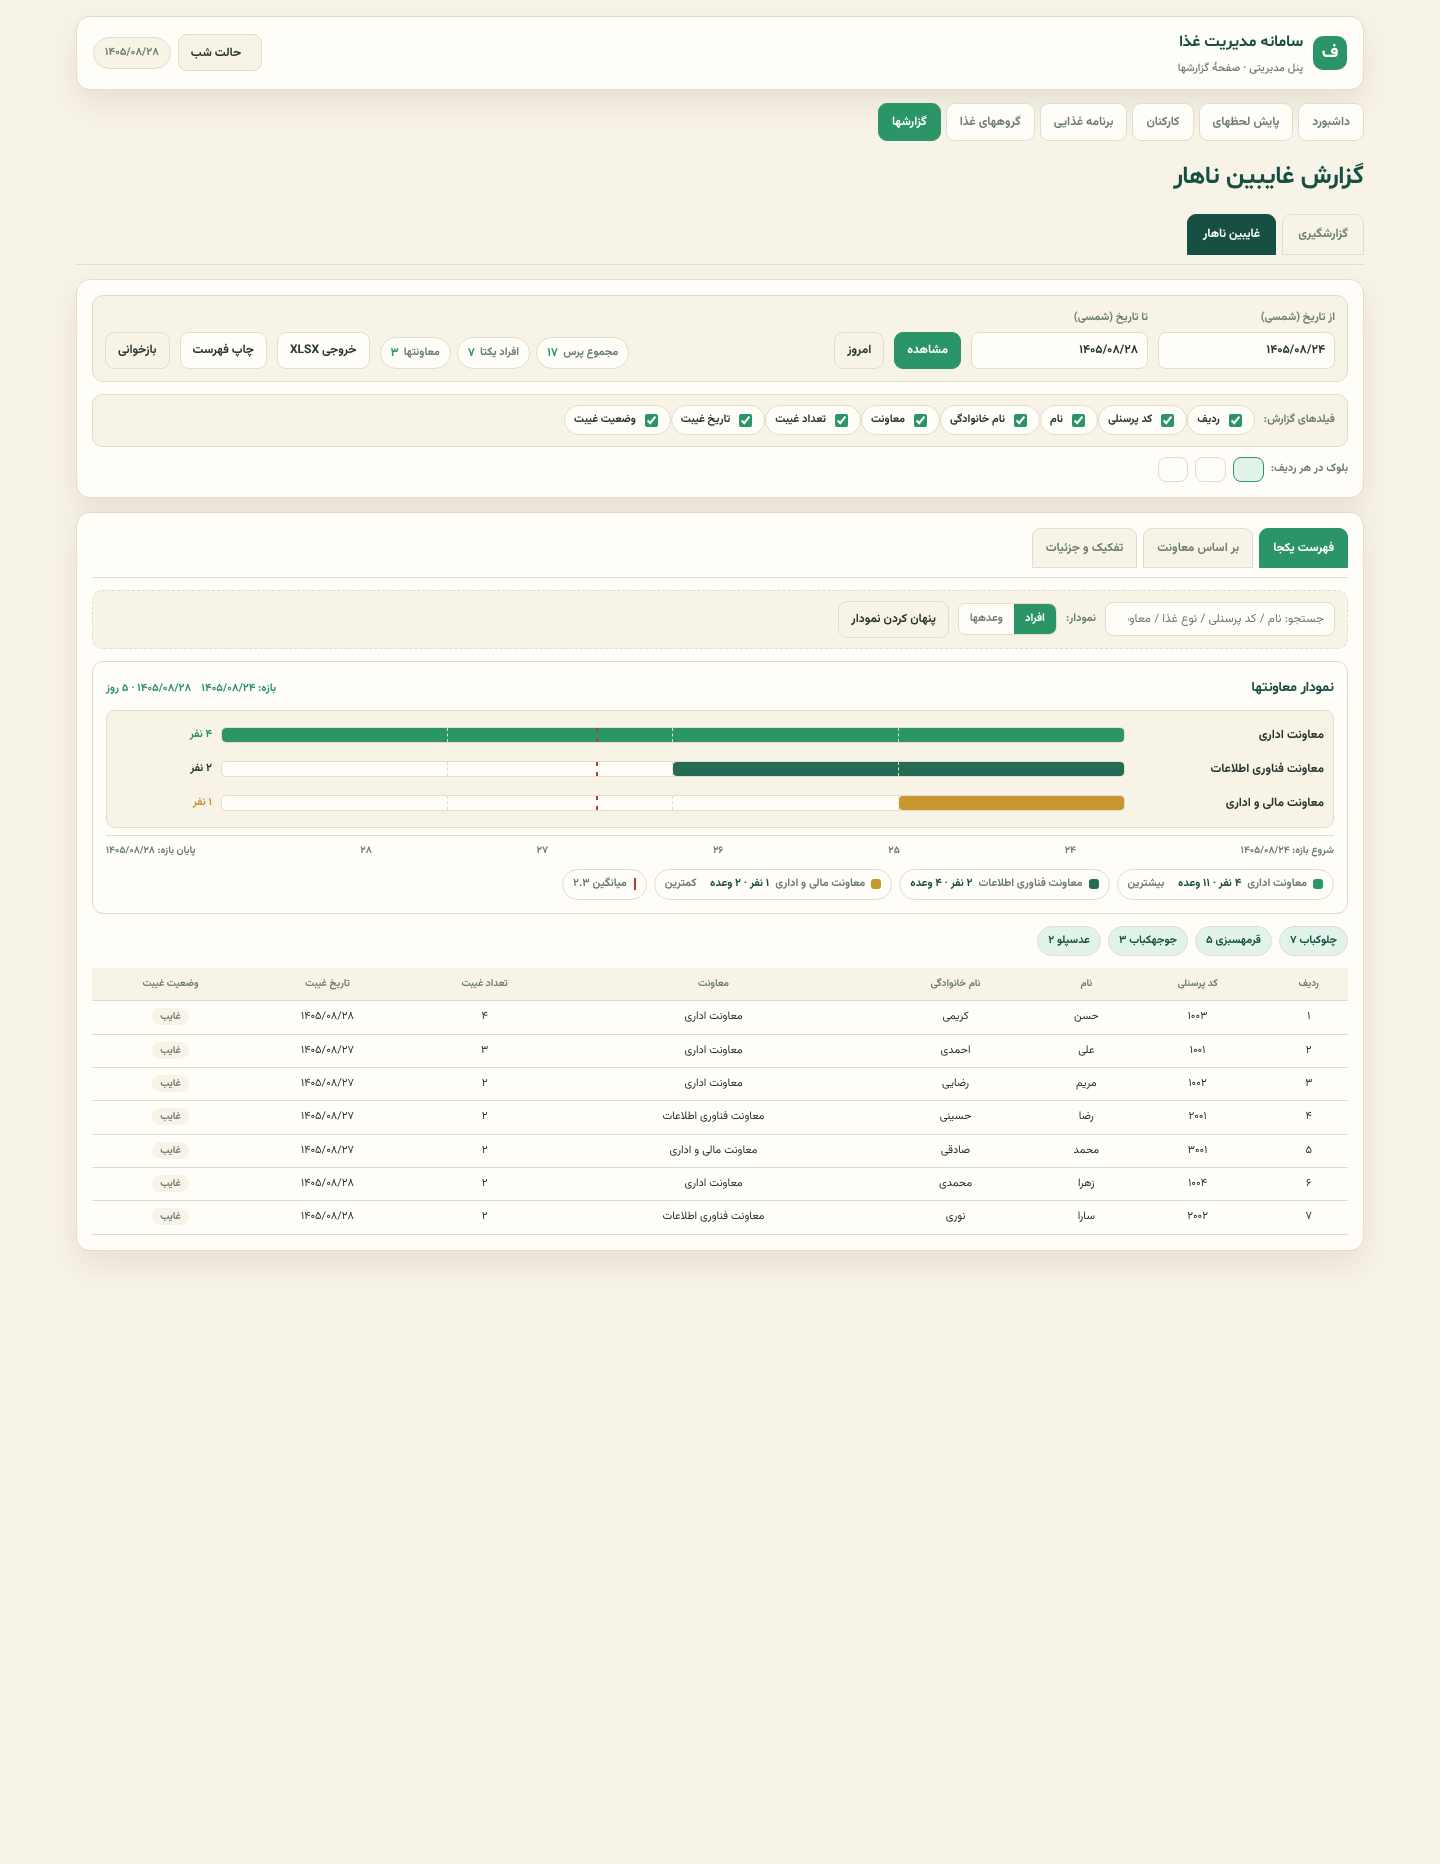 ف
سامانه مدیریت غذا
پنل مدیریتی · صفحهٔ گزارشها
حالت شب
۱۴۰۵/۰۸/۲۸
داشبورد
پایش لحظهای
کارکنان
برنامه غذایی
گروههای غذا
گزارشها
گزارش غایبین ناهار
گزارشگیری
غایبین ناهار
از تاریخ (شمسی)
تا تاریخ (شمسی)
۱۴۰۵/۰۸/۲۴
۱۴۰۵/۰۸/۲۸
مشاهده
امروز
مجموع پرس ۱۷
افراد یکتا ۷
معاونتها ۳
خروجی XLSX
چاپ فهرست
بازخوانی
فیلدهای گزارش:
ردیف
کد پرسنلی
نام
نام خانوادگی
معاونت
تعداد غیبت
تاریخ غیبت
وضعیت غیبت
بلوک در هر ردیف:
فهرست یکجا
بر اساس معاونت
تفکیک و جزئیات
جستجو: نام / کد پرسنلی / نوع غذا / معاو
نمودار:
افراد
وعدهها
پنهان کردن نمودار
نمودار معاونتها
بازه: ۱۴۰۵/۰۸/۲۴ ۱۴۰۵/۰۸/۲۸ · ۵ روز
معاونت اداری ۴ نفر
معاونت فناوری اطلاعات ۲ نفر
معاونت مالی و اداری ۱ نفر
شروع بازه: ۱۴۰۵/۰۸/۲۴ ۲۴ ۲۵ ۲۶ ۲۷ ۲۸ پایان بازه: ۱۴۰۵/۰۸/۲۸
معاونت اداری ۴ نفر · ۱۱ وعده بیشترین
معاونت فناوری اطلاعات ۲ نفر · ۴ وعده
معاونت مالی و اداری ۱ نفر · ۲ وعده کمترین
میانگین ۲.۳
چلوکباب ۷
قرمهسبزی ۵
جوجهکباب ۳
عدسپلو ۲
ردیف کد پرسنلی نام نام خانوادگی معاونت تعداد غیبت تاریخ غیبت وضعیت غیبت
۱ ۱۰۰۳ حسن کریمی معاونت اداری ۴ ۱۴۰۵/۰۸/۲۸ غایب
۲ ۱۰۰۱ علی احمدی معاونت اداری ۳ ۱۴۰۵/۰۸/۲۷ غایب
۳ ۱۰۰۲ مریم رضایی معاونت اداری ۲ ۱۴۰۵/۰۸/۲۷ غایب
۴ ۲۰۰۱ رضا حسینی معاونت فناوری اطلاعات ۲ ۱۴۰۵/۰۸/۲۷ غایب
۵ ۳۰۰۱ محمد صادقی معاونت مالی و اداری ۲ ۱۴۰۵/۰۸/۲۷ غایب
۶ ۱۰۰۴ زهرا محمدی معاونت اداری ۲ ۱۴۰۵/۰۸/۲۸ غایب
۷ ۲۰۰۲ سارا نوری معاونت فناوری اطلاعات ۲ ۱۴۰۵/۰۸/۲۸ غایب